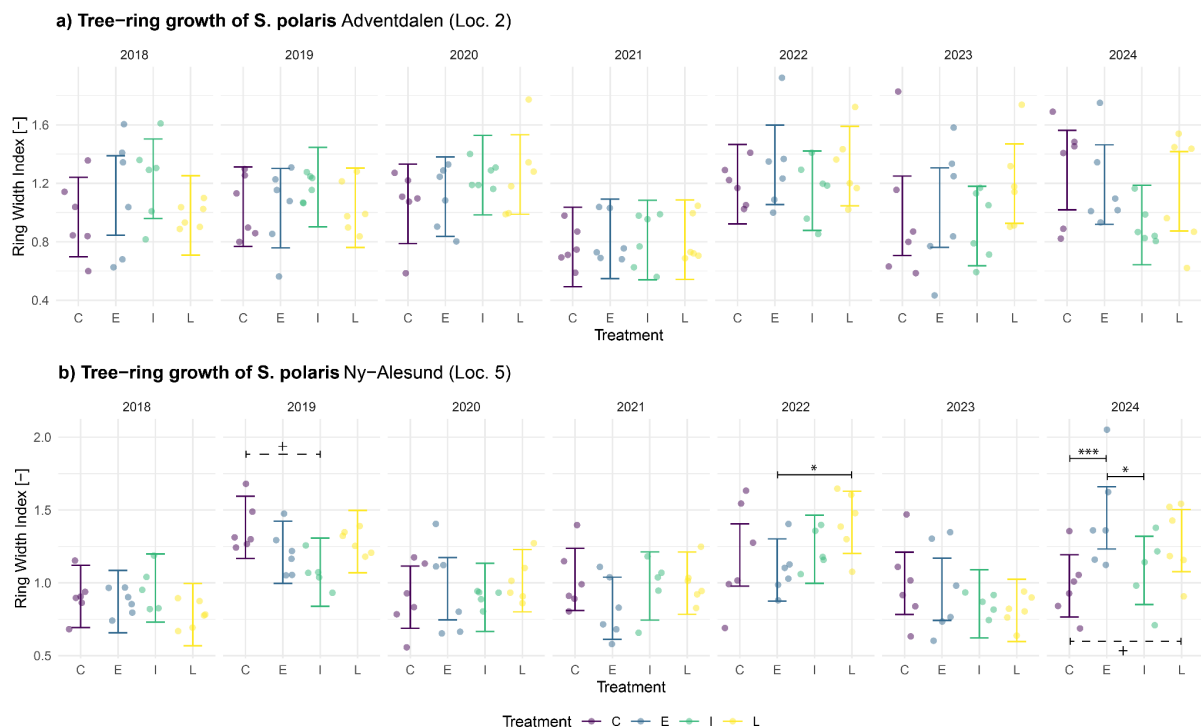 a) Tree−ring growth of S. polaris Adventdalen (Loc. 2)
2018 2019 2020 2021 2022 2023 2024
Ring Width Index [−]
1.6
1.2
0.8
0.4
C E I L C E I L C E I L C E I L C E I L C E I L C E I L
Treatment
b) Tree−ring growth of S. polaris Ny−Alesund (Loc. 5)
2018 2019 2020 2021 2022 2023 2024
Ring Width Index [−]
2.0
1.5
1.0
0.5
+
*
***
*
+
C E I L C E I L C E I L C E I L C E I L C E I L C E I L
Treatment
Treatment C E I L